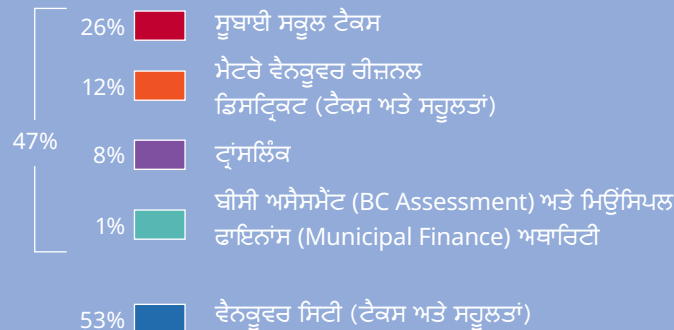 26% ਸੂਬਾਈ ਸਕੂਲ ਟੈਕਸ
12% ਮੈਟਰੋ ਵੈਨਕੂਵਰ ਰੀਜ਼ਨਲ
ਡਿਸਟ੍ਰਿਕਟ (ਟੈਕਸ ਅਤੇ ਸਹੂਲਤਾਂ)
47%
8% ਟ੍ਰਾਂਸਲਿੰਕ
1% ਬੀਸੀ ਅਸੈਸਮੈਂਟ (BC Assessment) ਅਤੇ ਮਿਉਂਸਿਪਲ
ਫਾਇਨਾਂਸ (Municipal Finance) ਅਥਾਰਿਟੀ
53% ਵੈਨਕੂਵਰ ਸਿਟੀ (ਟੈਕਸ ਅਤੇ ਸਹੂਲਤਾਂ)